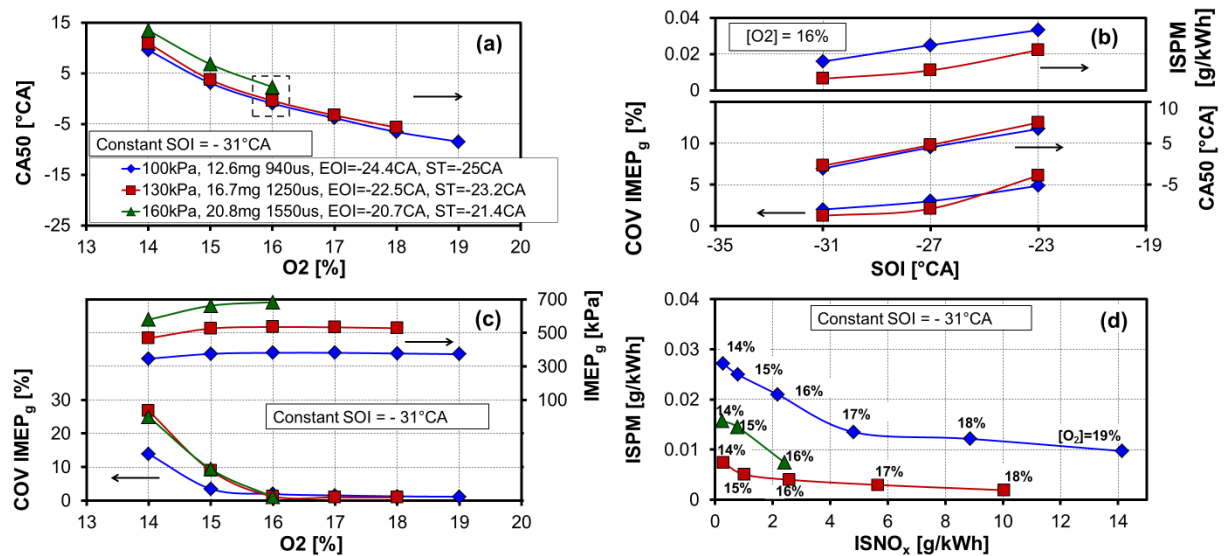 15
5
-5
-15
-25
CA50 [°CA]
(a)
Constant SOI = - 31°CA
100kPa, 12.6mg 940us, EOI=-24.4CA, ST=-25CA
130kPa, 16.7mg 1250us, EOI=-22.5CA, ST=-23.2CA
160kPa, 20.8mg 1550us, EOI=-20.7CA, ST=-21.4CA
13 14 15 16 17 18 19 20
O2 [%]
0.04
0.02
0
[O2] = 16%
(b)
ISPM
[g/kWh]
10
5
0
COV IMEPg [%]
10
5
-5
CA50 [°CA]
-35 -31 -27 -23 -19
SOI [°CA]
(c)
700
500
300
100
IMEPg [kPa]
30
20
10
0
COV IMEPg [%]
Constant SOI = - 31°CA
13 14 15 16 17 18 19 20
O2 [%]
0.04
0.03
0.02
0.01
0
ISPM [g/kWh]
Constant SOI = - 31°CA
(d)
14%
15%
16%
17%
18%
[O2]=19%
14%
15%
16%
14%
15%
16%
17%
18%
0 2 4 6 8 10 12 14
ISNOx [g/kWh]